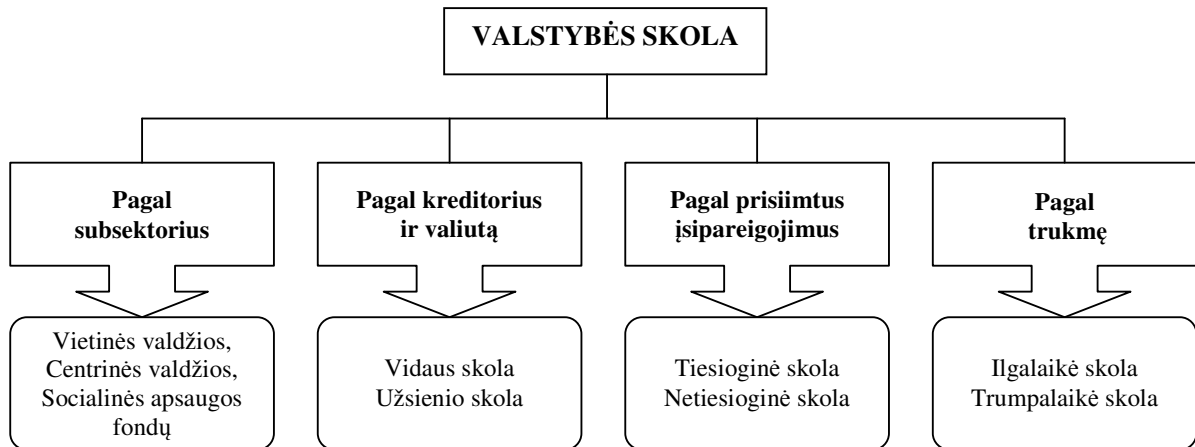 VALSTYBĖS SKOLA
Pagal
subsektorius
Pagal kreditorius
ir valiutą
Pagal prisiimtus
įsipareigojimus
Pagal
trukmę
Vietinės valdžios,
Centrinės valdžios,
Socialinės apsaugos
fondų
Vidaus skola
Užsienio skola
Tiesioginė skola
Netiesioginė skola
Ilgalaikė skola
Trumpalaikė skola